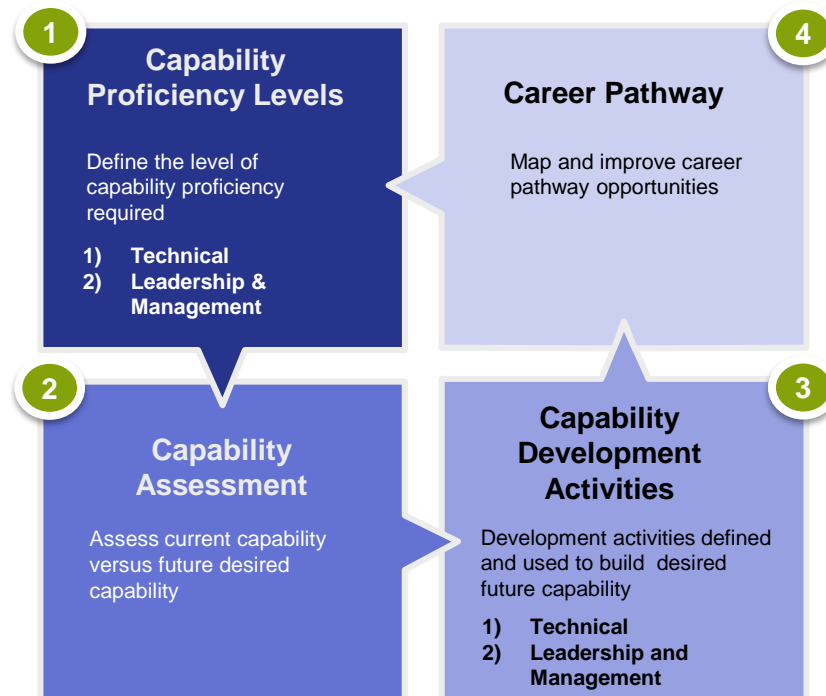 1
Capability
Proficiency Levels
Define the level of
capability proficiency
required
1) Technical
2) Leadership &
Management
2
Capability
Assessment
Assess current capability
versus future desired
capability
3
Capability
Development
Activities
Development activities defined
and used to build desired
future capability
1) Technical
2) Leadership and
Management
4
Career Pathway
Map and improve career
pathway opportunities